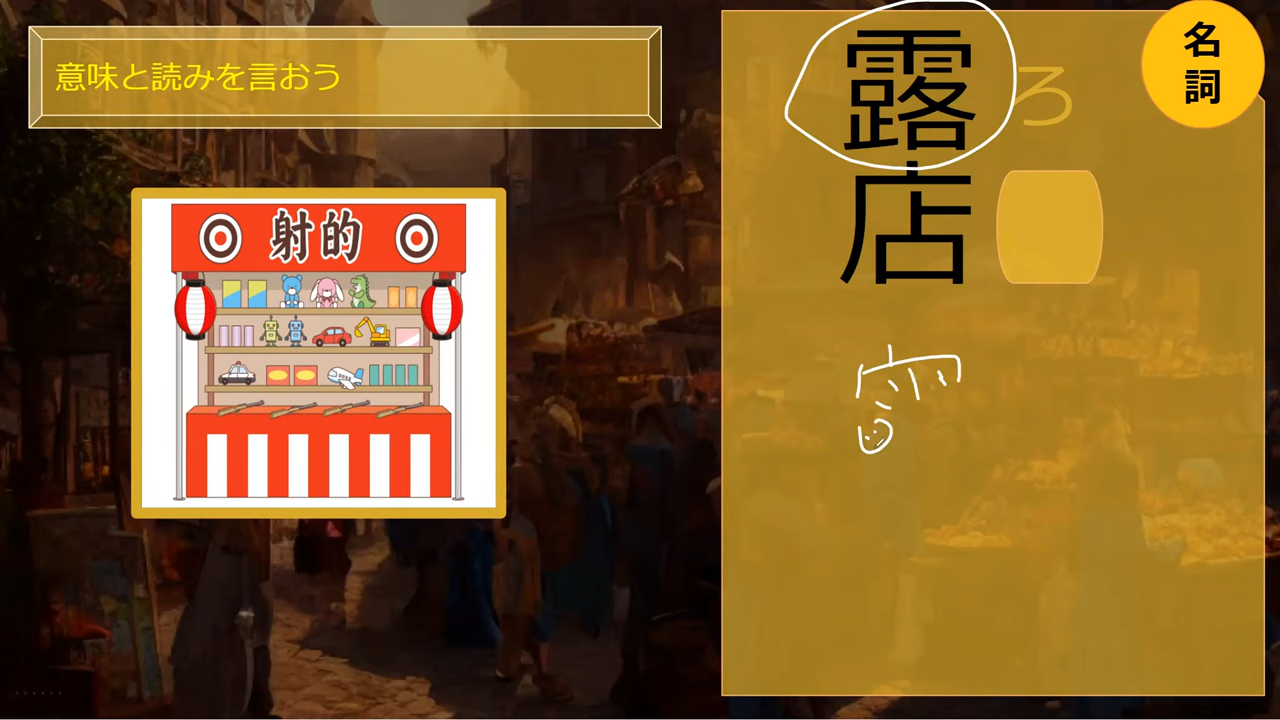 意味と読みを言おう
射的
露店
ろ
名詞